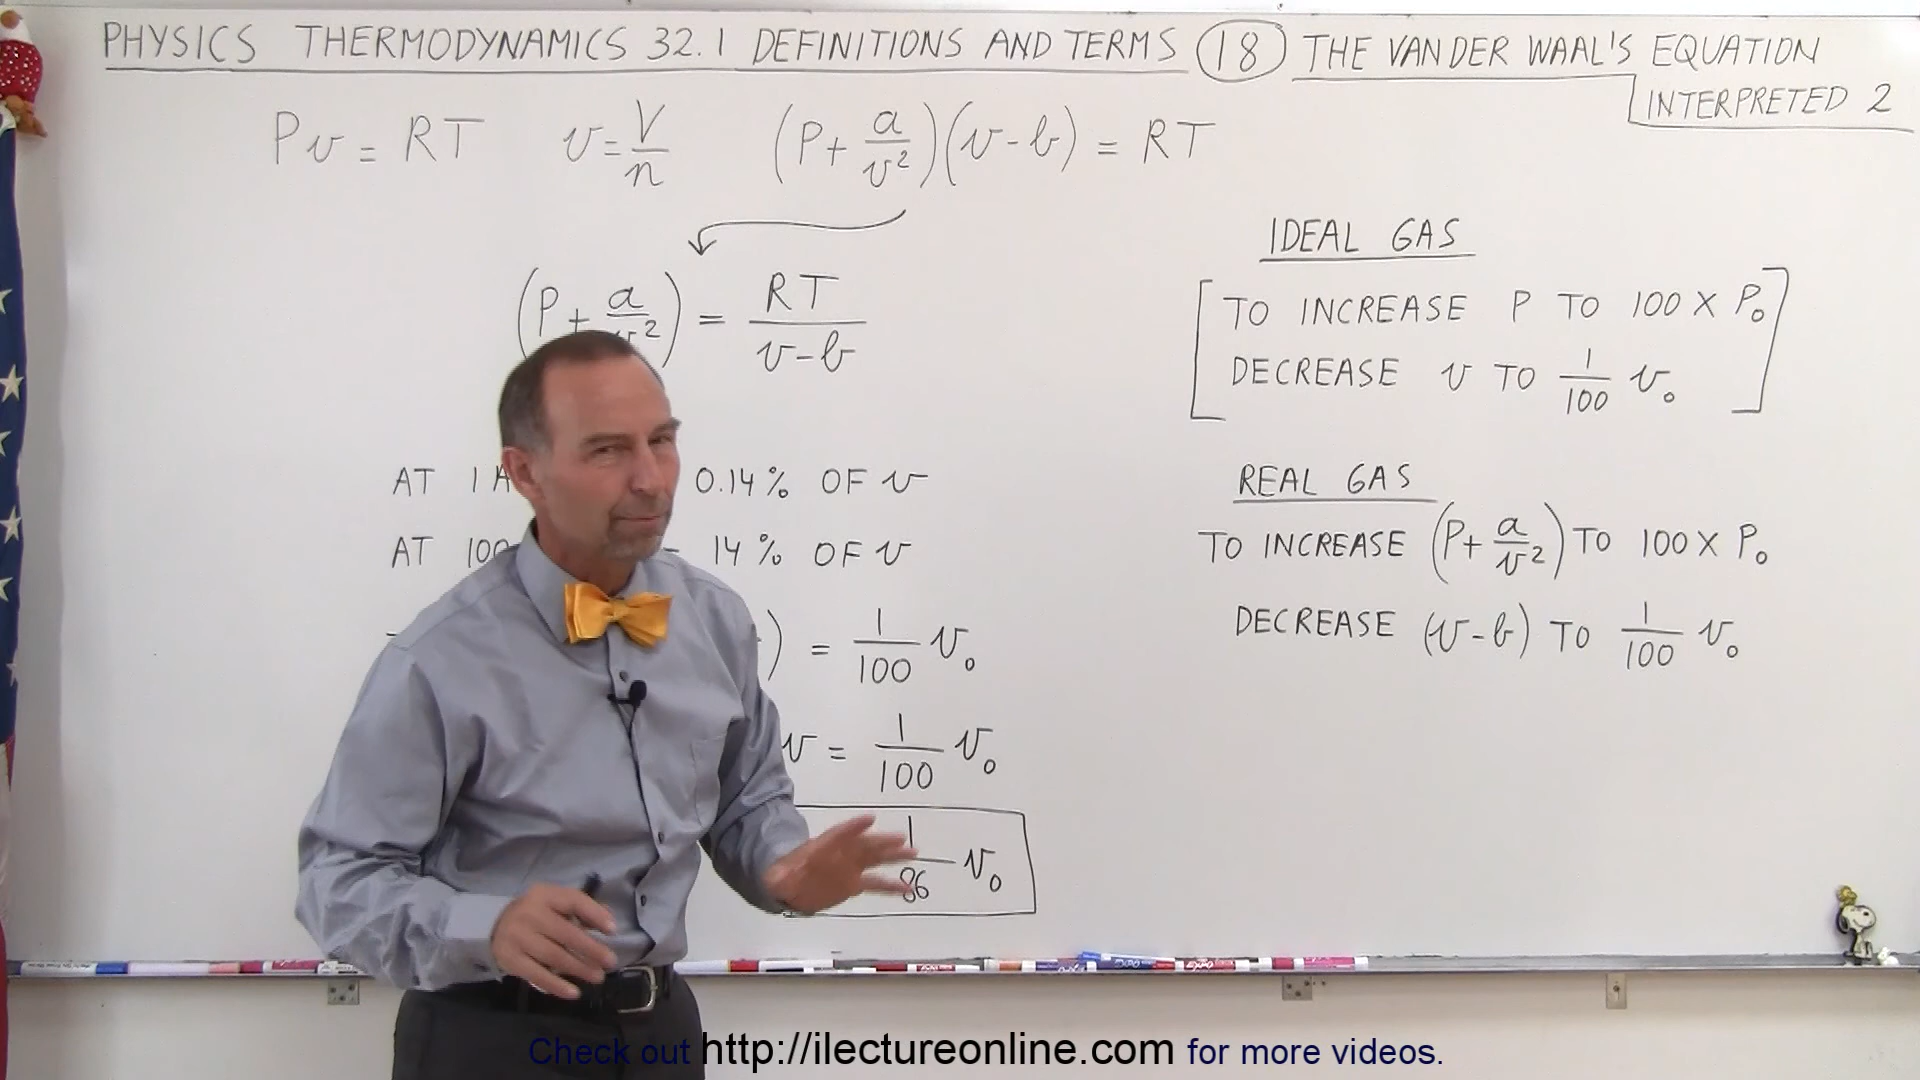 PHYSICS THERMODYNAMICS 32.1 DEFINITIONS AND TERMS 18 THE VAN DER WAAL'S EQUATION
INTERPRETED 2
Pv = RT v = V/n (P + a/v²)(v - b) = RT
(P + a/v²) = RT/(v - b)
AT 1 0.14% OF v
AT 100 14% OF v
) = 1/100 v₀
v = 1/100 v₀
1/86 v₀
IDEAL GAS
TO INCREASE P TO 100 X P₀
DECREASE v TO 1/100 v₀
REAL GAS
TO INCREASE (P + a/v²) TO 100 X P₀
DECREASE (v - b) TO 1/100 v₀
Check out http://ilectureonline.com for more videos.